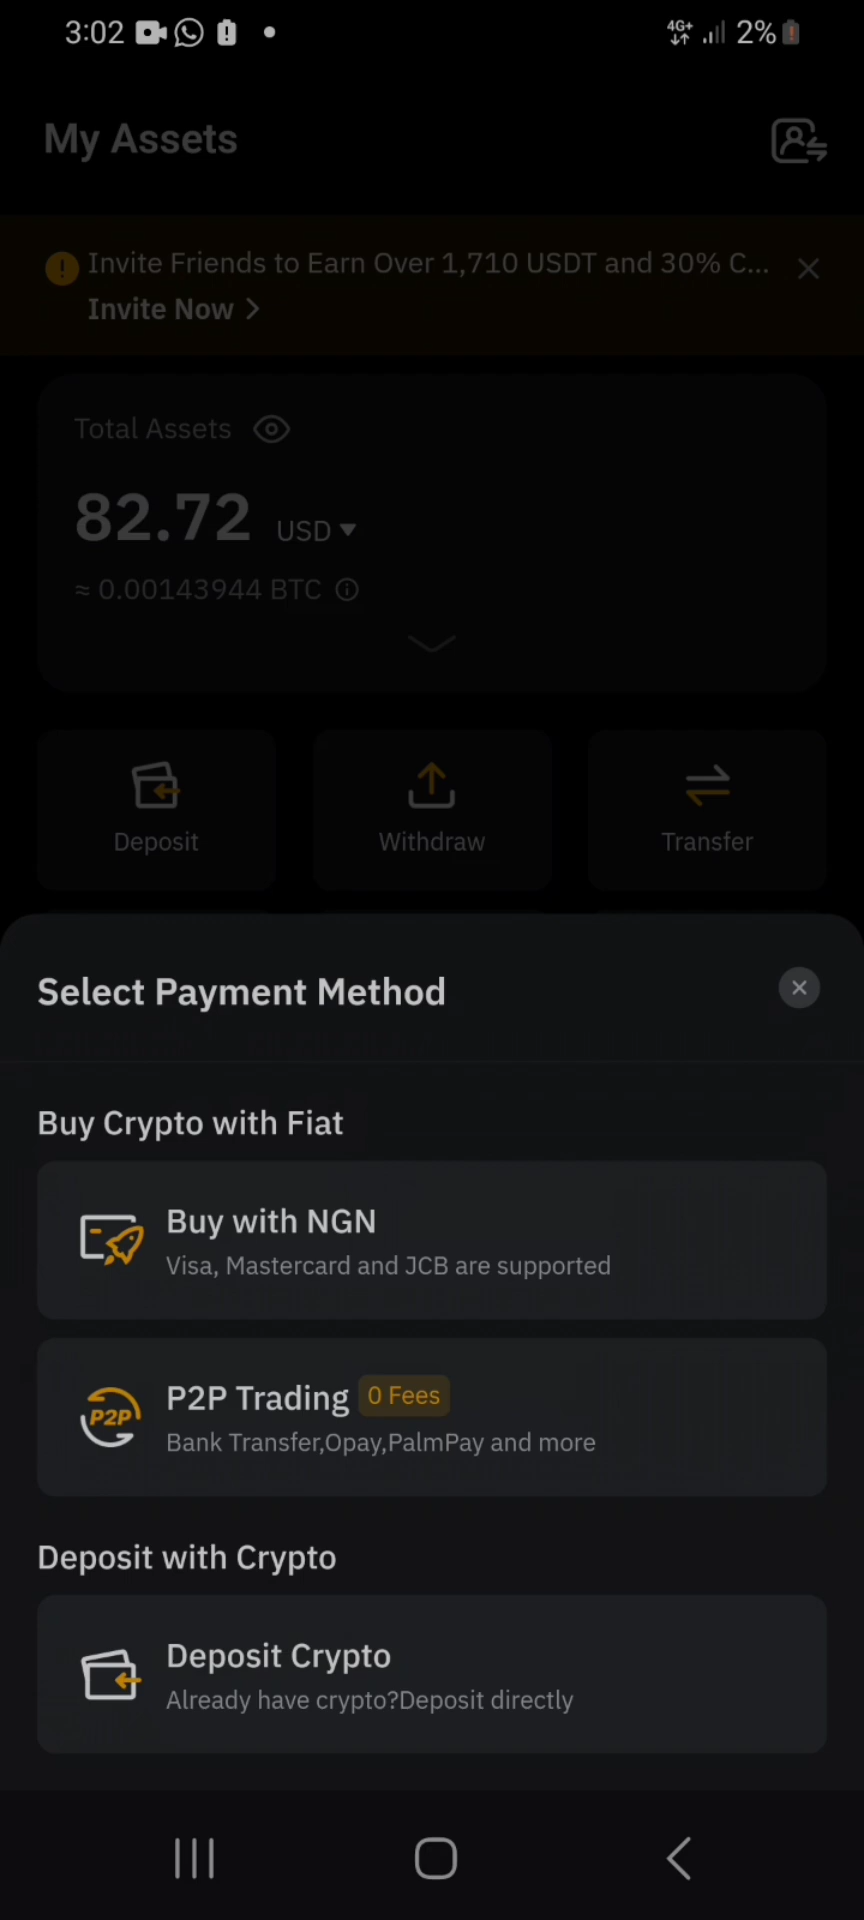 3:02
4G+ 2%
My Assets
Invite Friends to Earn Over 1,710 USDT and 30% C...
Invite Now
Total Assets
82.72 USD
≈ 0.00143944 BTC
Deposit Withdraw Transfer
Select Payment Method
Buy Crypto with Fiat
Buy with NGN
Visa, Mastercard and JCB are supported
P2P
P2P Trading 0 Fees
Bank Transfer,Opay,PalmPay and more
Deposit with Crypto
Deposit Crypto
Already have crypto?Deposit directly